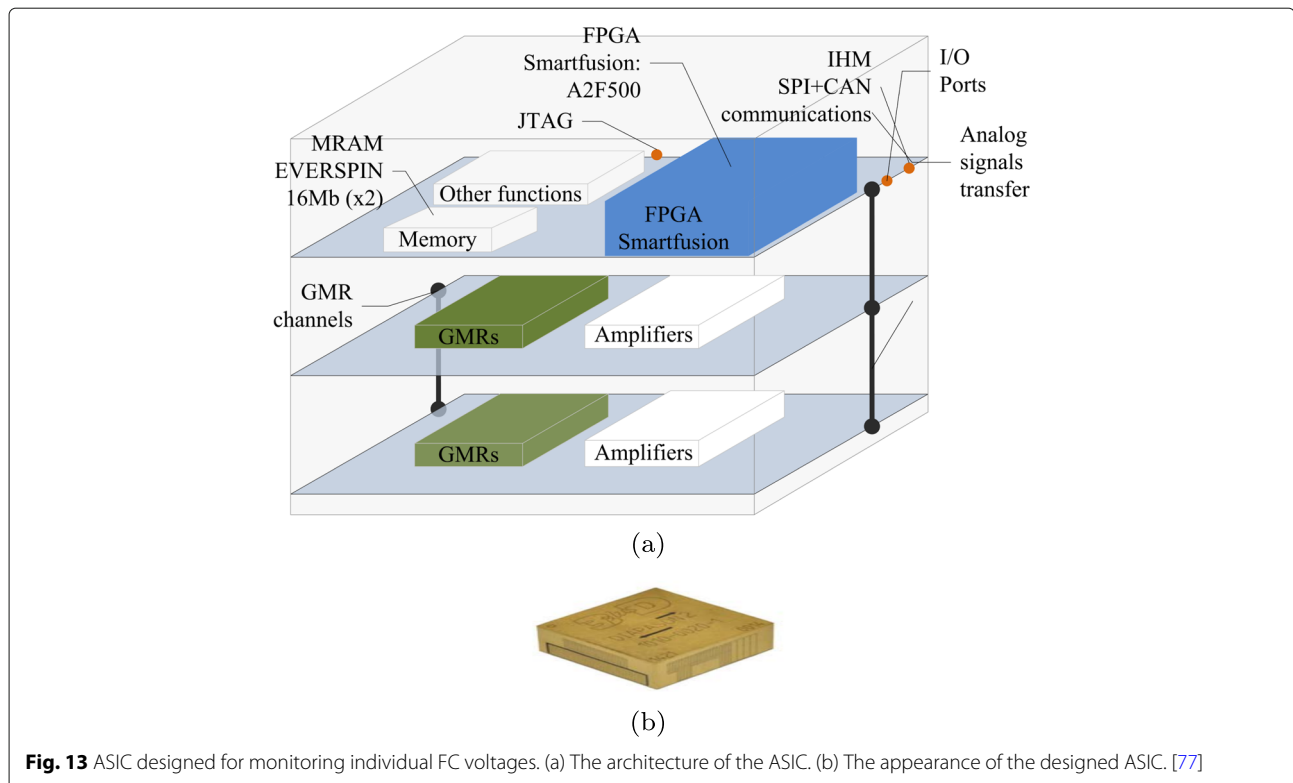 FPGA
Smartfusion:
A2F500
IHM
SPI+CAN
communications
I/O
Ports
JTAG
MRAM
EVERSPIN
16Mb (x2)
Analog
signals
transfer
Other functions
Memory
FPGA
Smartfusion
GMR
channels
GMRs
Amplifiers
GMRs
Amplifiers
(a)
(b)
Fig. 13 ASIC designed for monitoring individual FC voltages. (a) The architecture of the ASIC. (b) The appearance of the designed ASIC. [77]